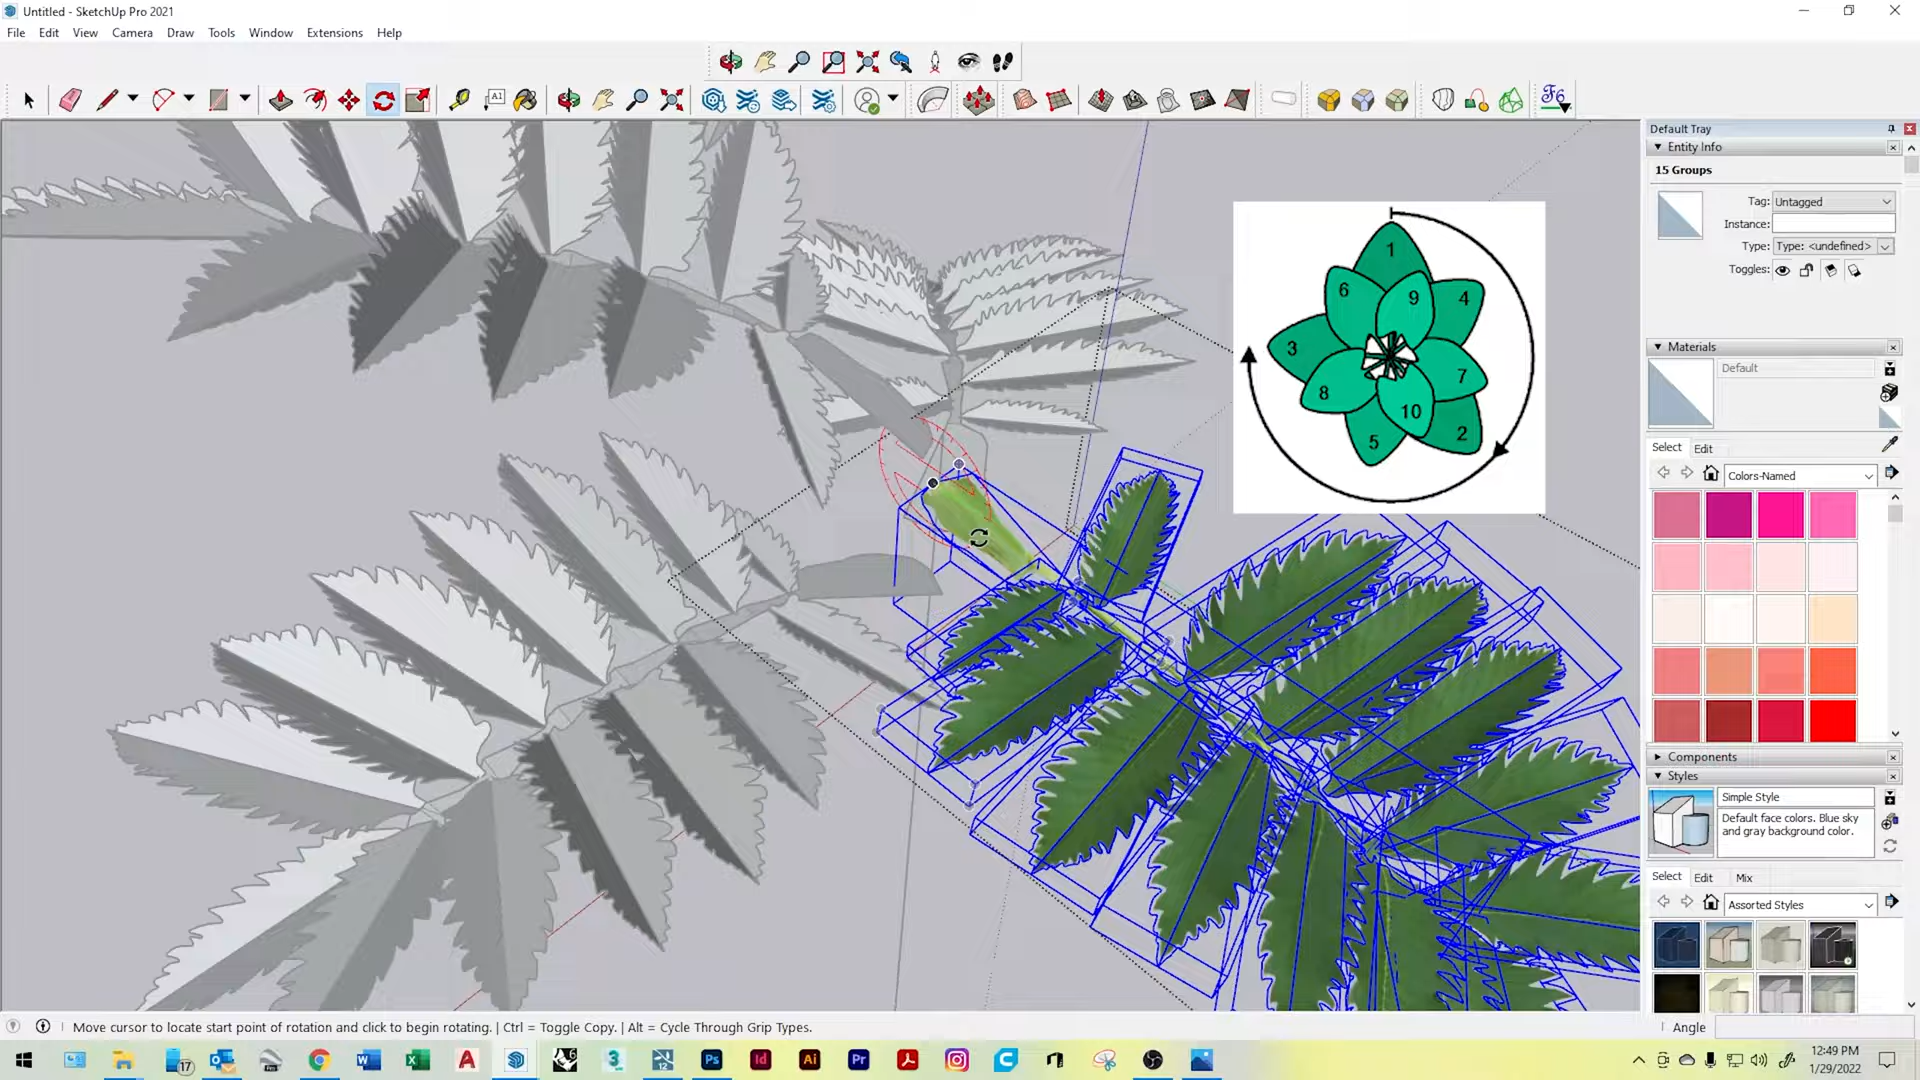 Untitled - SketchUp Pro 2021
File Edit View Camera Draw Tools Window Extensions Help
A1
Default Tray
Entity Info
15 Groups
Tag: Untagged
Instance:
Type: Type: <undefined>
Toggles:
Materials
Default
Select Edit
Colors-Named
1
6 9 4
3
7
8
10
5 2
Components
Styles
Simple Style
Default face colors. Blue sky
and gray background color.
Select Edit Mix
Assorted Styles
Move cursor to locate start point of rotation and click to begin rotating. | Ctrl = Toggle Copy. | Alt = Cycle Through Grip Types.
Angle
17
12:49 PM
1/29/2022